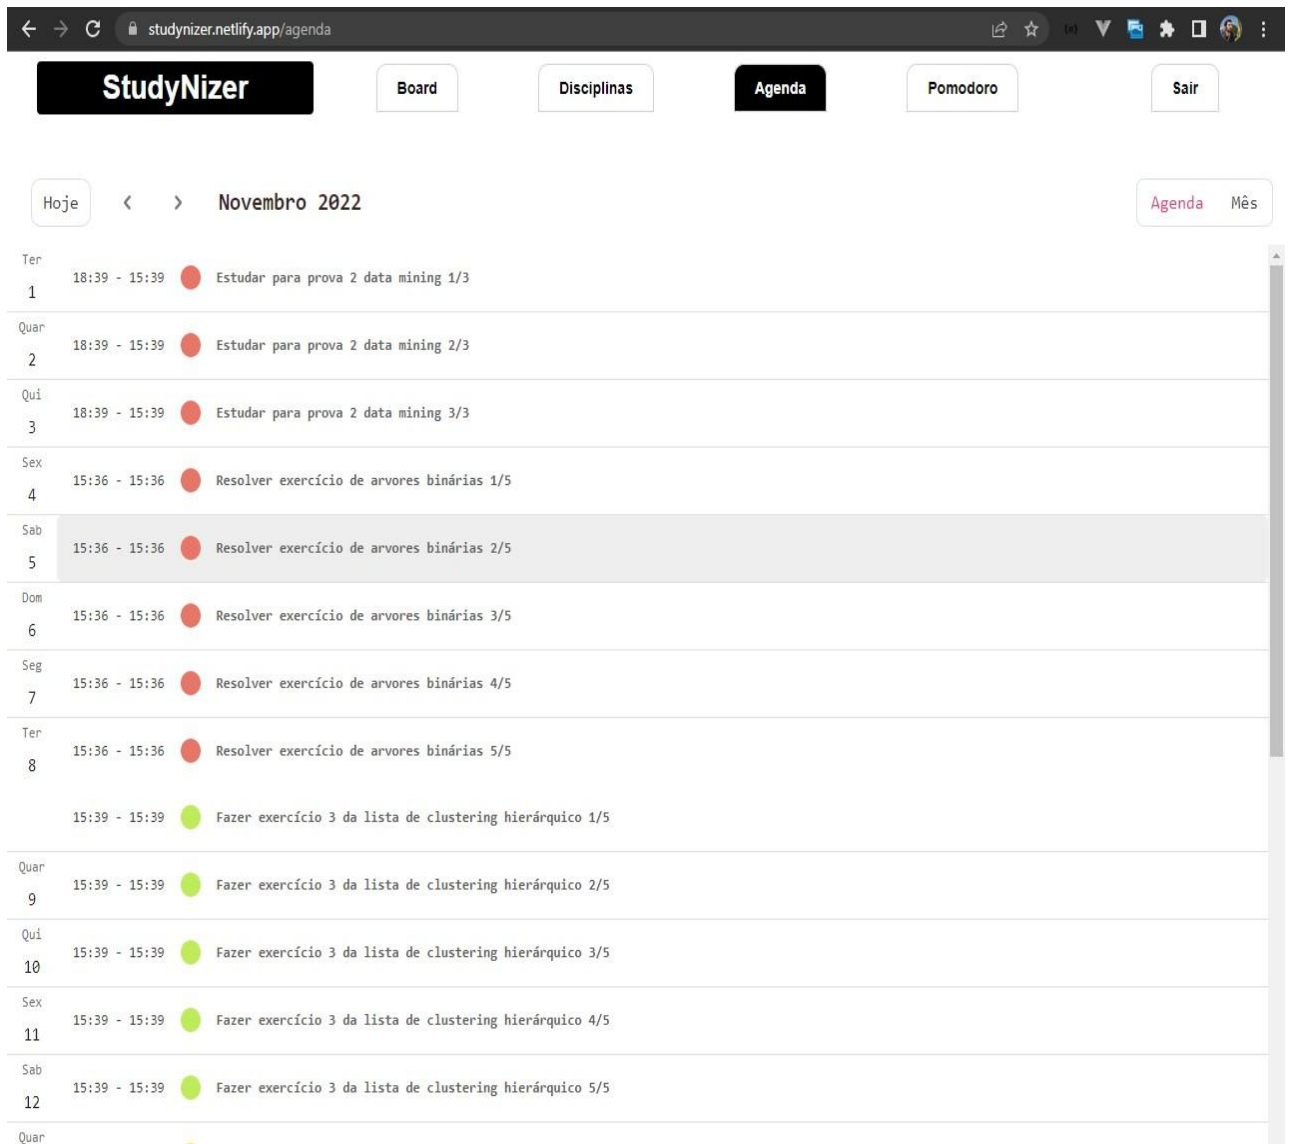 studynizer.netlify.app/agenda
StudyNizer Board Disciplinas Agenda Pomodoro Sair
Hoje Novembro 2022 Agenda Mês
Ter
1
18:39 - 15:39 Estudar para prova 2 data mining 1/3
Quar
2
18:39 - 15:39 Estudar para prova 2 data mining 2/3
Qui
3
18:39 - 15:39 Estudar para prova 2 data mining 3/3
Sex
4
15:36 - 15:36 Resolver exercício de arvores binárias 1/5
Sab
5
15:36 - 15:36 Resolver exercício de arvores binárias 2/5
Dom
6
15:36 - 15:36 Resolver exercício de arvores binárias 3/5
Seg
7
15:36 - 15:36 Resolver exercício de arvores binárias 4/5
Ter
8
15:36 - 15:36 Resolver exercício de arvores binárias 5/5
15:39 - 15:39 Fazer exercício 3 da lista de clustering hierárquico 1/5
Quar
9
15:39 - 15:39 Fazer exercício 3 da lista de clustering hierárquico 2/5
Qui
10
15:39 - 15:39 Fazer exercício 3 da lista de clustering hierárquico 3/5
Sex
11
15:39 - 15:39 Fazer exercício 3 da lista de clustering hierárquico 4/5
Sab
12
15:39 - 15:39 Fazer exercício 3 da lista de clustering hierárquico 5/5
Quar